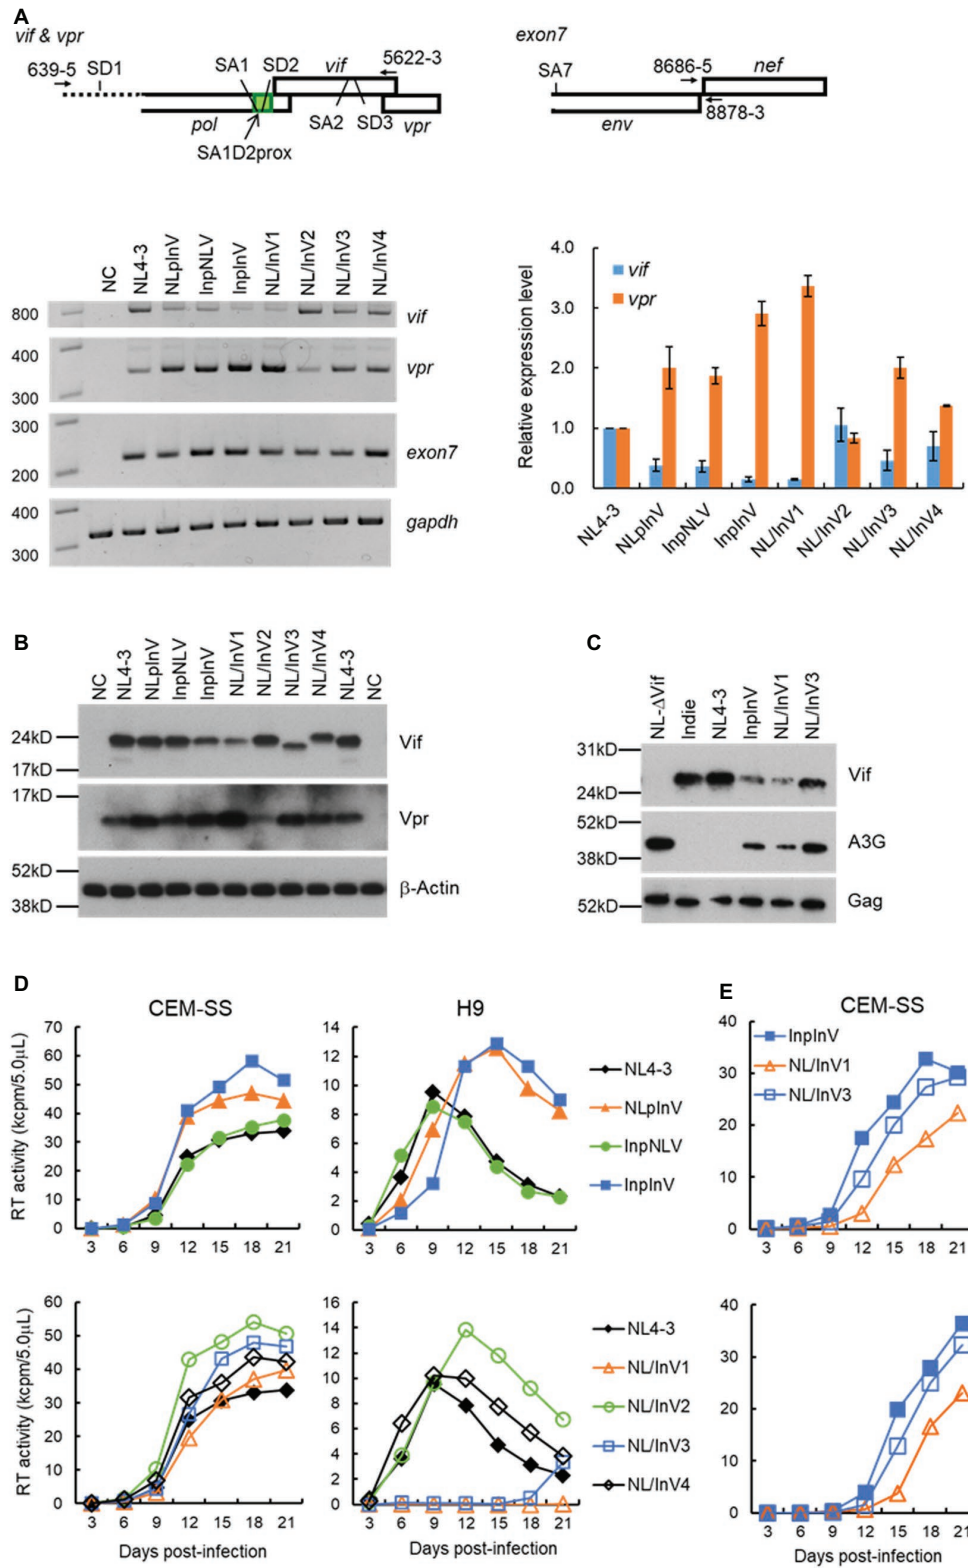 A
vif & vpr
639-5 SD1 SA1 SD2 vif 5622-3
pol SA2 SD3 vpr
SA1D2prox
exon7
SA7 8686-5 nef
env 8878-3
NC NL4-3 NLpInV InpNLV InpInV NL/InV1 NL/InV2 NL/InV3 NL/InV4
800 vif
400 vpr
300
300 exon7
200
400 gapdh
300
Relative expression level
4.0
3.0
2.0
1.0
0.0
vif
vpr
NL4-3 NLpInV InpNLV InpInV NL/InV1 NL/InV2 NL/InV3 NL/InV4
B
NC NL4-3 NLpInV InpNLV InpInV NL/InV1 NL/InV2 NL/InV3 NL/InV4 NL4-3 NC
24kD Vif
17kD
17kD
Vpr
52kD
β-Actin
38kD
C
NL-ΔVif Indie NL4-3 InpInV NL/InV1 NL/InV3
31kD
Vif
24kD
52kD
A3G
38kD
52kD Gag
D
CEM-SS
RT activity (kcpm/5.0μL)
70
60
50
40
30
20
10
0
3 6 9 12 15 18 21
H9
14
12
10
8
6
4
2
0
3 6 9 12 15 18 21
NL4-3
NLpInV
InpNLV
InpInV
RT activity (kcpm/5.0μL)
60
50
40
30
20
10
0
3 6 9 12 15 18 21
Days post-infection
16
14
12
10
8
6
4
2
0
3 6 9 12 15 18 21
Days post-infection
NL4-3
NL/InV1
NL/InV2
NL/InV3
NL/InV4
E
CEM-SS
40
30
20
10
0
InpInV
NL/InV1
NL/InV3
3 6 9 12 15 18 21
40
30
20
10
0
3 6 9 12 15 18 21
Days post-infection